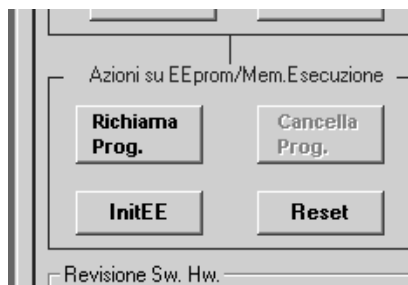 Azioni su EEprom/Mem.Esecuzione
Richiama Cancella
Prog. Prog.
InitEE Reset
Revisione Sw. Hw.